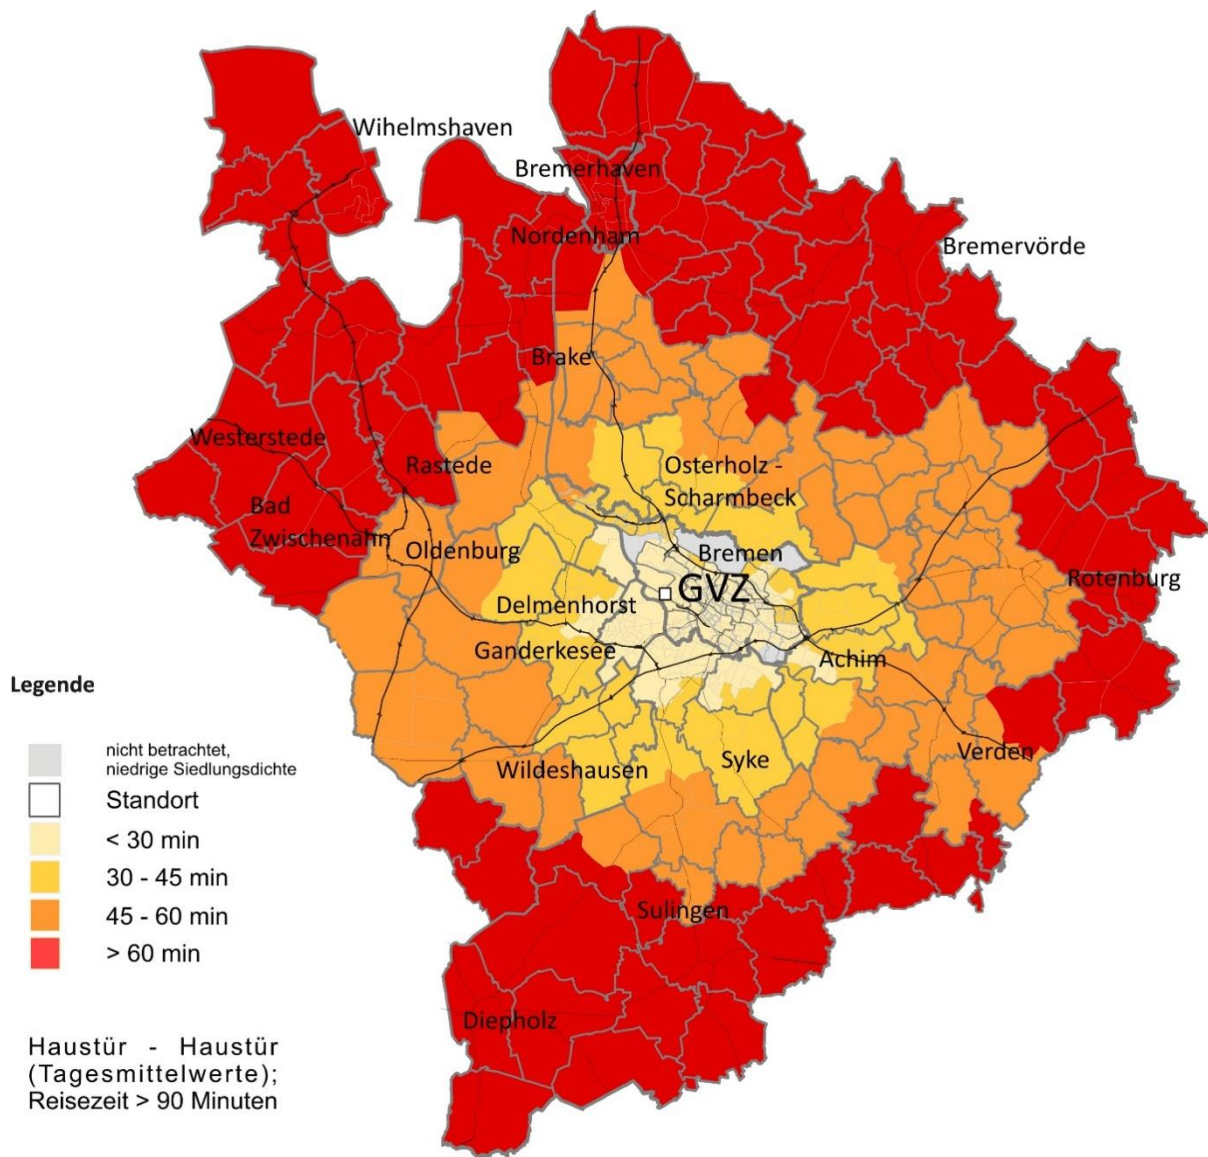 Wihelmshaven
Bremerhaven
Nordenham
Bremervörde
Brake
Westerstede
Rastede
Osterholz -
Scharmbeck
Bad
Zwischenahn
Oldenburg
Bremen
GVZ
Rotenburg
Delmenhorst
Ganderkesee
Achim
Verden
Wildeshausen
Syke
Sulingen
Diepholz
Legende
nicht betrachtet,
niedrige Siedlungsdichte
Standort
< 30 min
30 - 45 min
45 - 60 min
> 60 min
Haustür - Haustür
(Tagesmittelwerte);
Reisezeit > 90 Minuten